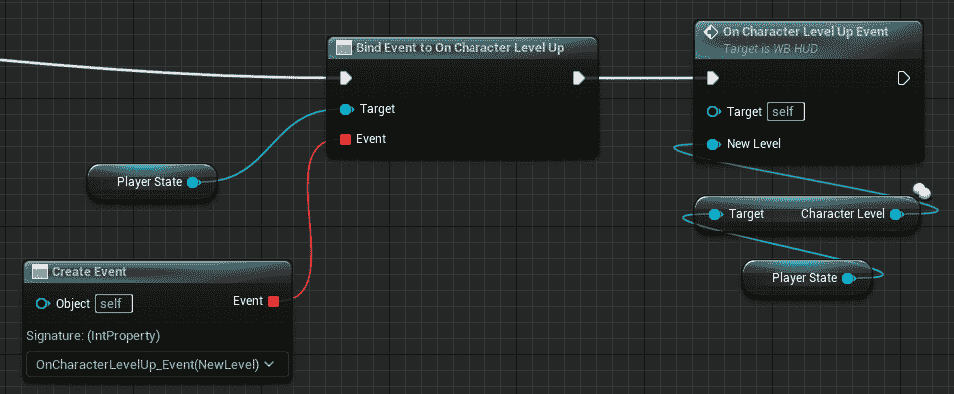 Bind Event to On Character Level Up
Target
Event
Player State
Create Event
Object self
Event
Signature: (IntProperty)
OnCharacterLevelUp_Event(NewLevel)
On Character Level Up Event
Target is WB HUD
Target self
New Level
Target Character Level
Player State